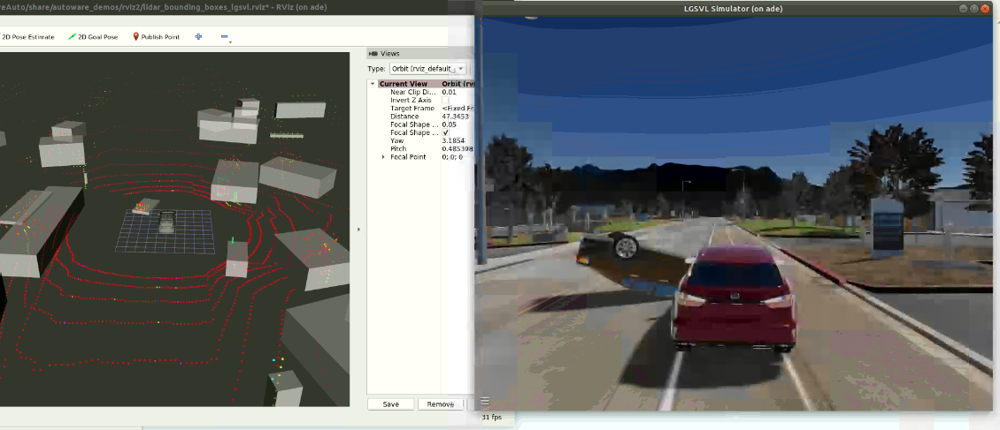 reAuto/share/autoware_demos/rviz2/lidar_bounding_boxes_lgsvl.rviz* - RViz (on ade)
LGSVL Simulator (on ade)
2D Pose Estimate
2D Goal Pose
Publish Point
Views
Type:
Orbit (rviz_default_
Current View
Orbit (rvi
Near Clip Di...
0.01
Invert Z Axis
Target Frame
<Fixed Fr
Distance
47.3453
Focal Shape ...
0.05
Focal Shape ...
Yaw
3.1854
Pitch
0.485398
Focal Point
0; 0; 0
Save
Remove
31 fps